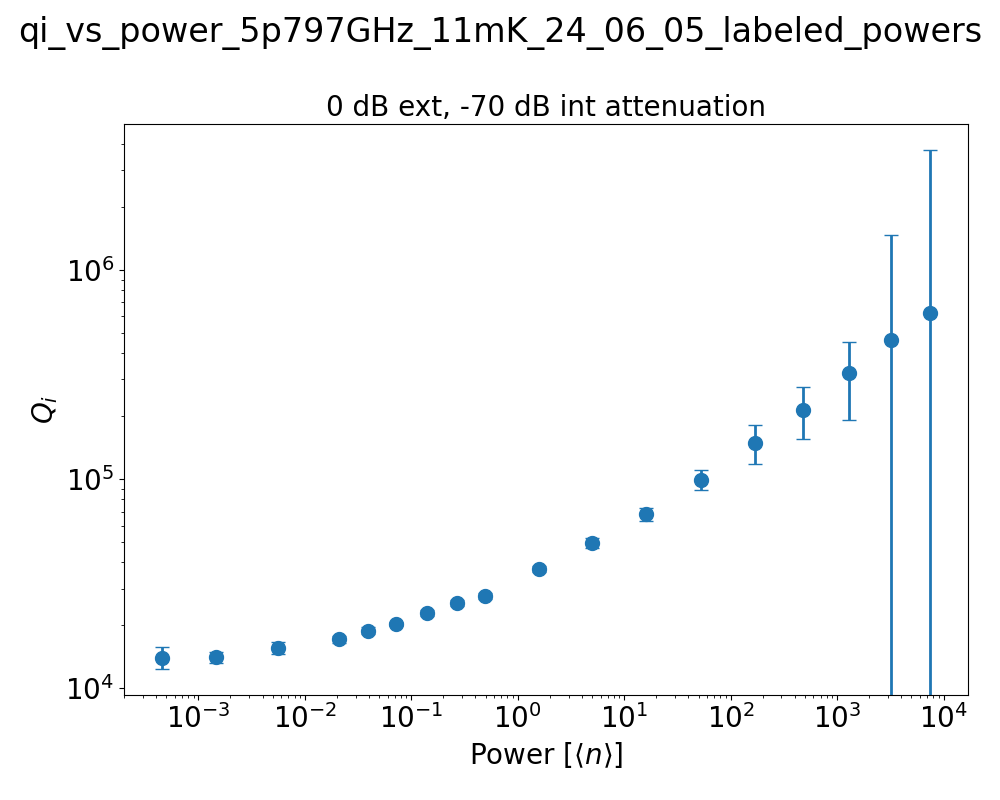 qi_vs_power_5p797GHz_11mK_24_06_05_labeled_powers
0 dB ext, -70 dB int attenuation
10⁶
10⁵
10⁴
Qᵢ
10⁻³ 10⁻² 10⁻¹ 10⁰ 10¹ 10² 10³ 10⁴
Power [⟨n⟩]